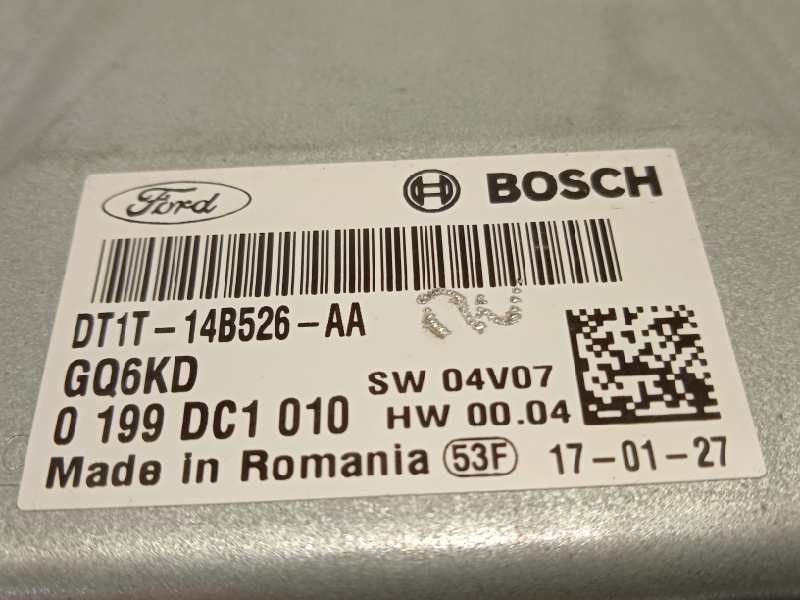 Ford BOSCH
DT1T-14B526-AA
GQ6KD
SW 04V07
0 199 DC1 010
HW 00.04
Made in Romania 53F 17-01-27